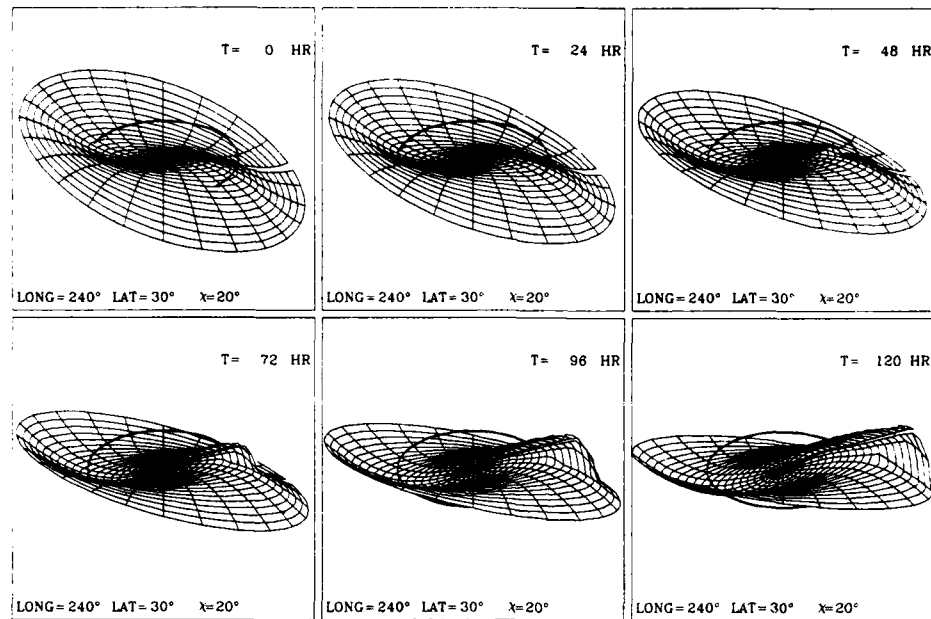 T= 0 HR
LONG=240° LAT=30° χ=20°
T= 24 HR
LONG=240° LAT=30° χ=20°
T= 48 HR
LONG=240° LAT=30° χ=20°
T= 72 HR
LONG=240° LAT=30° χ=20°
T= 96 HR
LONG=240° LAT=30° χ=20°
T= 120 HR
LONG=240° LAT=30° χ=20°